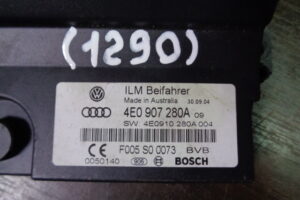 (1290)
ILM Beifahrer
Made in Australia 30.09.04
4E0 907 280A 09
SW: 4E0910 280A 004
F005 S0 0073 BVB
0050140 BOSCH